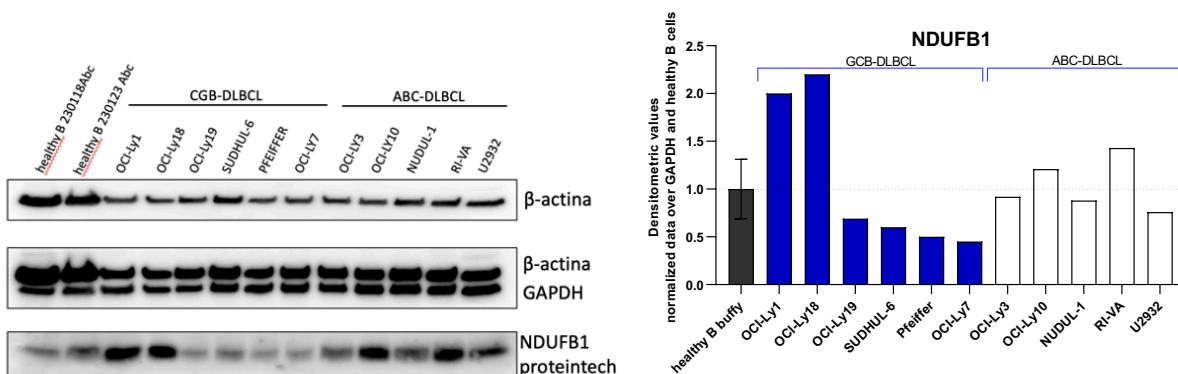 healthy B 230118Abc
healthy B 230123 Abc
CGB-DLBCL
ABC-DLBCL
OCI-Ly1
OCI-Ly18
OCI-Ly19
SUDHUL-6
PFEIFFER
OCI-LY7
OCI-LY3
OCI-LY10
NUDUL-1
RI-VA
U2932
β-actina
β-actina
GAPDH
NDUFB1
proteintech
NDUFB1
GCB-DLBCL
ABC-DLBCL
Densitometric values
normalized data over GAPDH and healthy B cells
2.5
2.0
1.5
1.0
0.5
0.0
healthy B buffy
OCI-Ly1
OCI-Ly18
OCI-Ly19
SUDHUL-6
Pfeiffer
OCI-Ly7
OCI-Ly3
OCI-Ly10
NUDUL-1
RI-VA
U2932